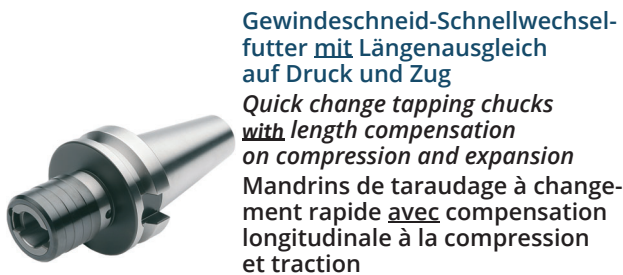 Gewindeschneid-Schnellwechsel-
futter mit Längenausgleich
auf Druck und Zug
Quick change tapping chucks
with length compensation
on compression and expansion
Mandrins de taraudage à change-
ment rapide avec compensation
longitudinale à la compression
et traction